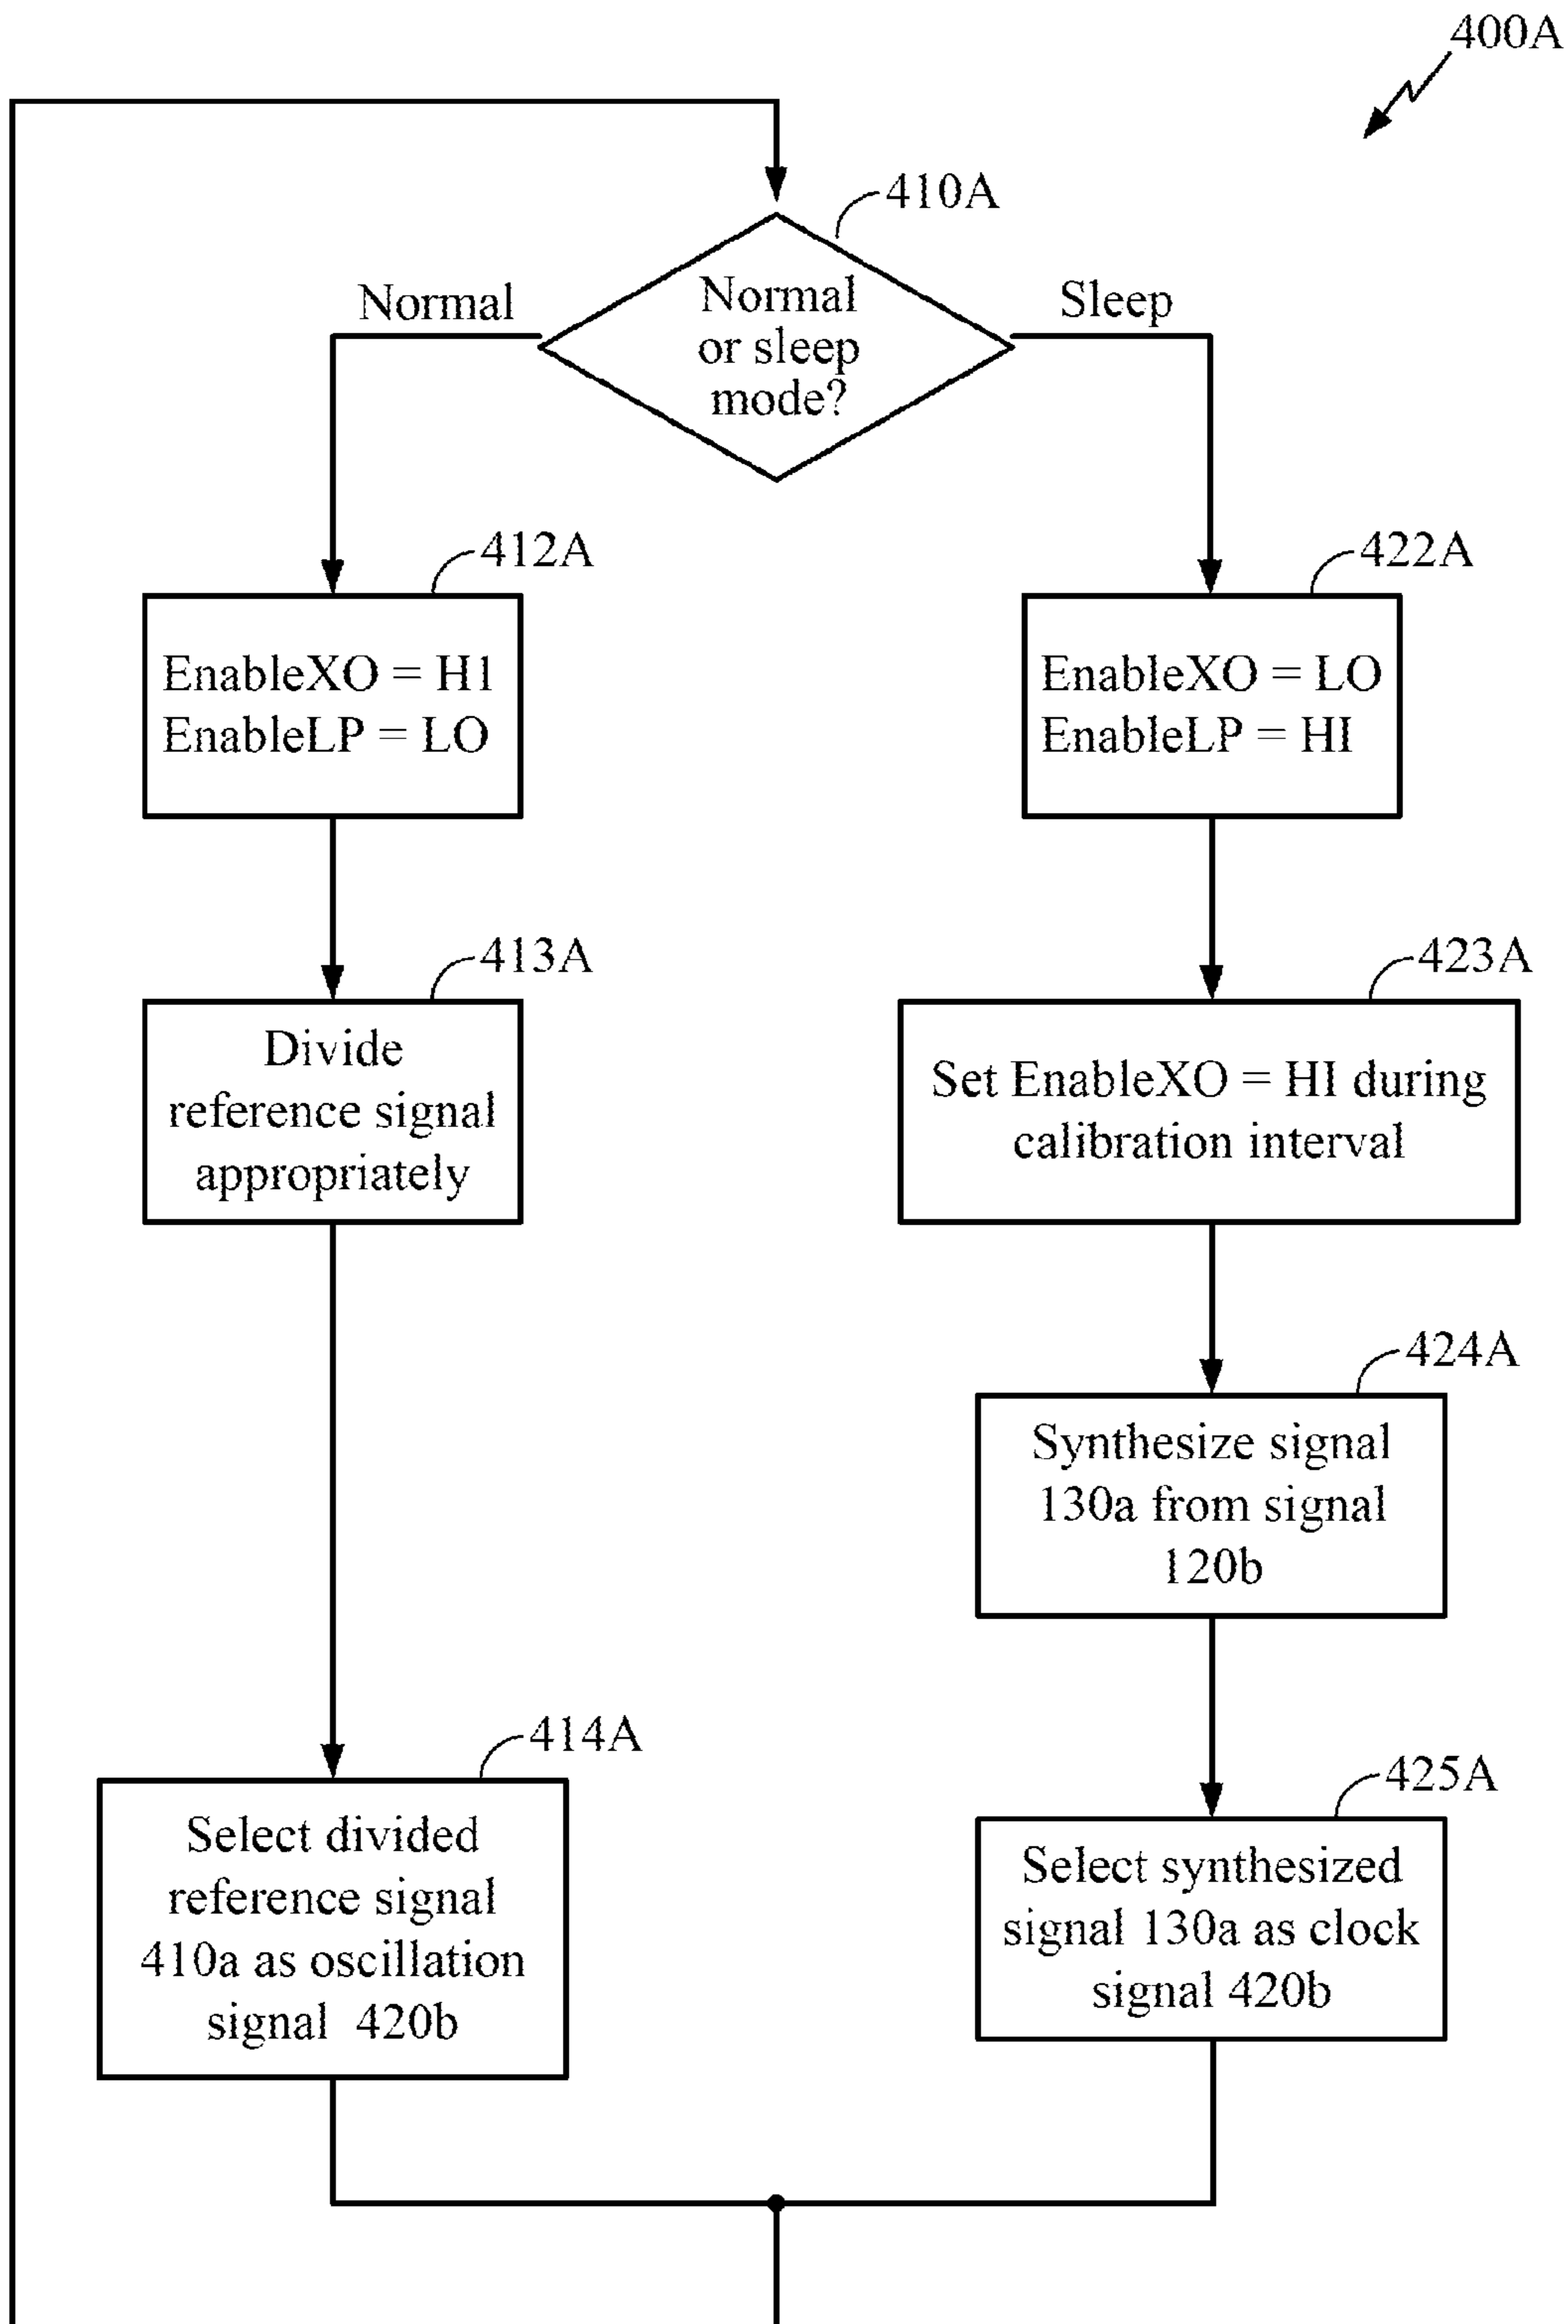 400A
410A
Normal
or sleep
mode?
Normal
Sleep
412A
EnableXO = H1
EnableLP = LO
413A
Divide
reference signal
appropriately
414A
Select divided
reference signal
410a as oscillation
signal 420b
422A
EnableXO = LO
EnableLP = HI
423A
Set EnableXO = HI during
calibration interval
424A
Synthesize signal
130a from signal
120b
425A
Select synthesized
signal 130a as clock
signal 420b